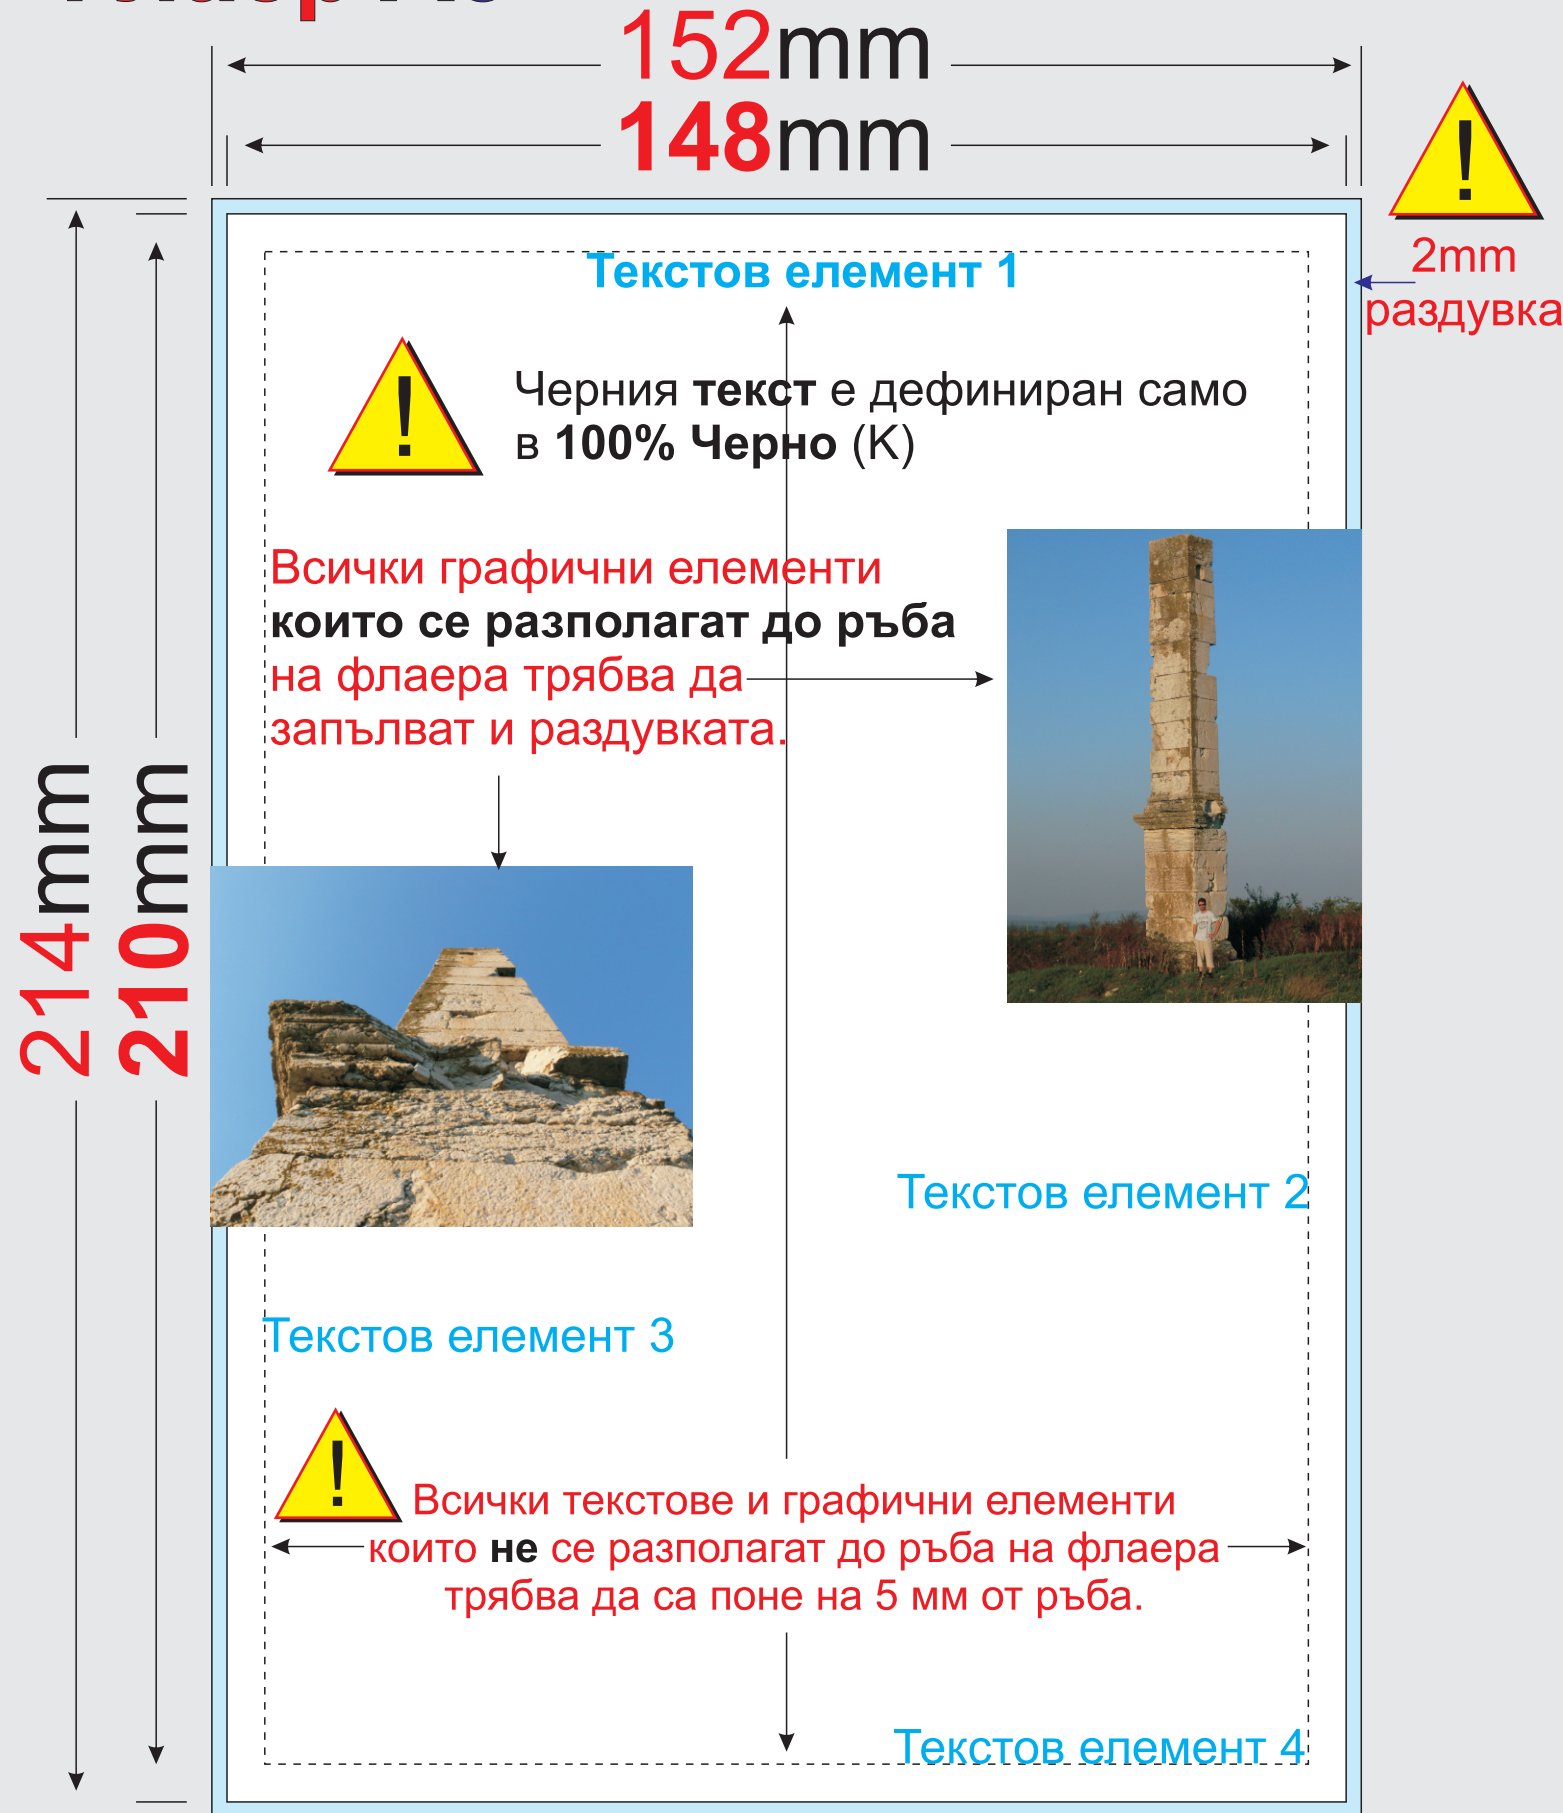 152mm
148mm
2mm
раздувка
214mm
210mm
Текстов елемент 1
!
Черния текст е дефиниран само
в 100% Черно (K)
Всички графични елементи
които се разполагат до ръба
на флаера трябва да
запълват и раздувката.
Текстов елемент 2
Текстов елемент 3
!
Всички текстове и графични елементи
които не се разполагат до ръба на флаера
трябва да са поне на 5 мм от ръба.
Текстов елемент 4